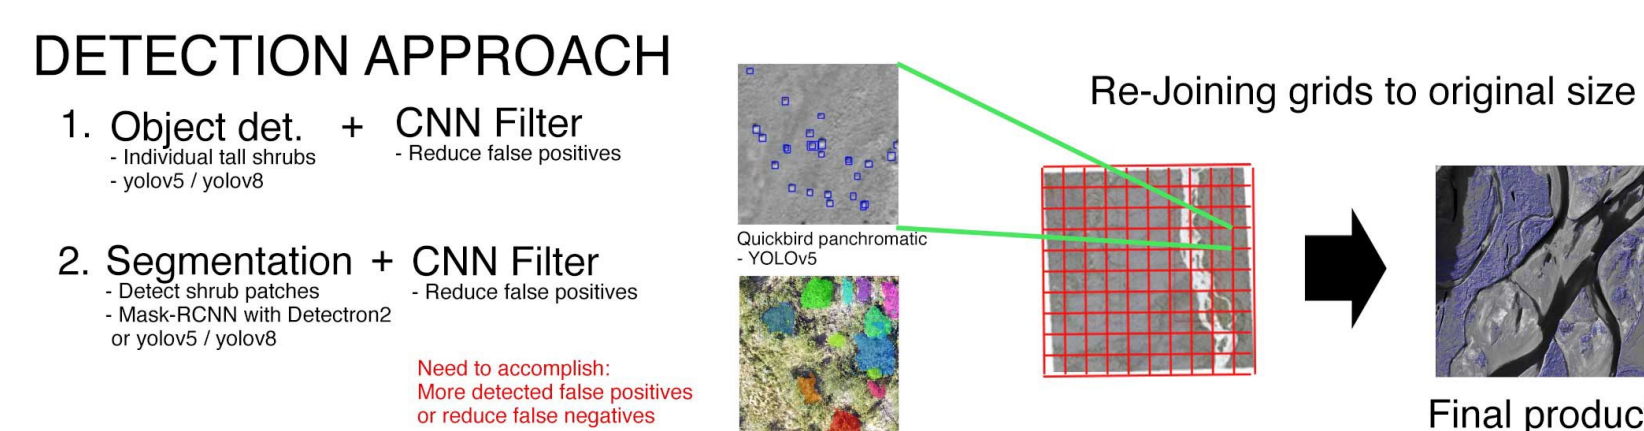 DETECTION APPROACH
1. Object det. + CNN Filter
- Individual tall shrubs
- yolov5 / yolov8
- Reduce false positives
2. Segmentation + CNN Filter
- Detect shrub patches
- Mask-RCNN with Detectron2
or yolov5 / yolov8
- Reduce false positives
Need to accomplish:
More detected false positives
or reduce false negatives
Quickbird panchromatic
- YOLOv5
Re-Joining grids to original size
Final produc